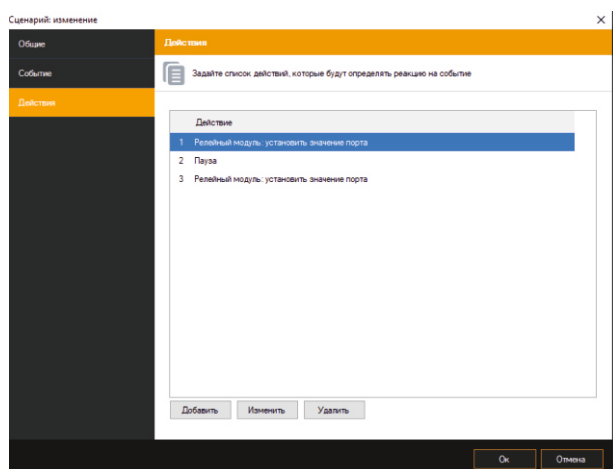 Сценарий: изменение
Общие
Событие
Действия
Действия
Задайте список действий, которые будут определять реакцию на событие
Действие
1 Релейный модуль: установить значение порта
2 Пауза
3 Релейный модуль: установить значение порта
Добавить Изменить Удалить
Ок Отмена